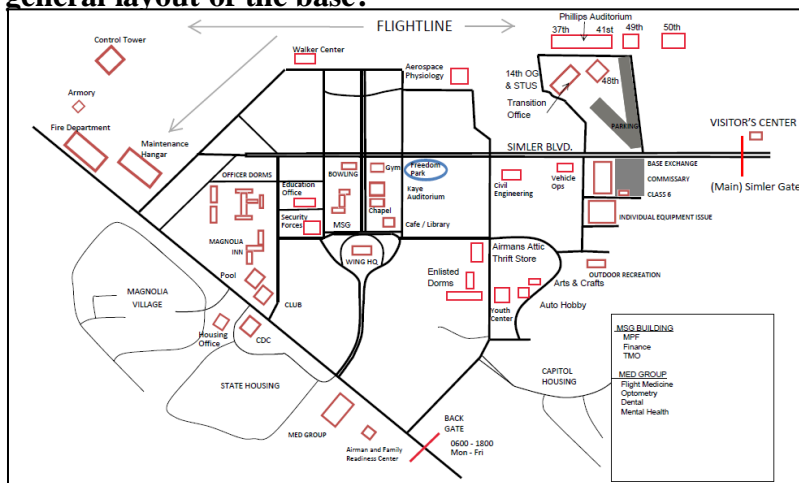 general layout of the base?
FLIGHTLINE
Phillips Auditorium
37th 41st 49th 50th
Control Tower
Walker Center
Aerospace
Physiology
14th OG
& STUS
48th
Transition
Office
Armory
Fire Department
Maintenance
Hangar
PARKING
VISITOR'S CENTER
SIMLER BLVD.
(Main) Simler Gate
OFFICER DORMS
BOWLING
Gym
Freedom
Park
Education
Office
Kaye
Auditorium
Civil
Engineering
Vehicle
Ops
BASE EXCHANGE
COMMISSARY
CLASS 6
Security
Forces
MSG
Chapel
Cafe / Library
INDIVIDUAL EQUIPMENT ISSUE
MAGNOLIA
INN
WING HQ
Airmans Attic
Thrift Store
Pool
Enlisted
Dorms
OUTDOOR RECREATION
Arts & Crafts
MAGNOLIA
VILLAGE
CLUB
Youth
Center
Auto Hobby
Housing
Office
CDC
STATE HOUSING
CAPITOL
HOUSING
MSG BUILDING
MPF
Finance
TMO
MED GROUP
Flight Medicine
Optometry
Dental
Mental Health
MED GROUP
BACK
GATE
0600 - 1800
Mon - Fri
Airman and Family
Readiness Center